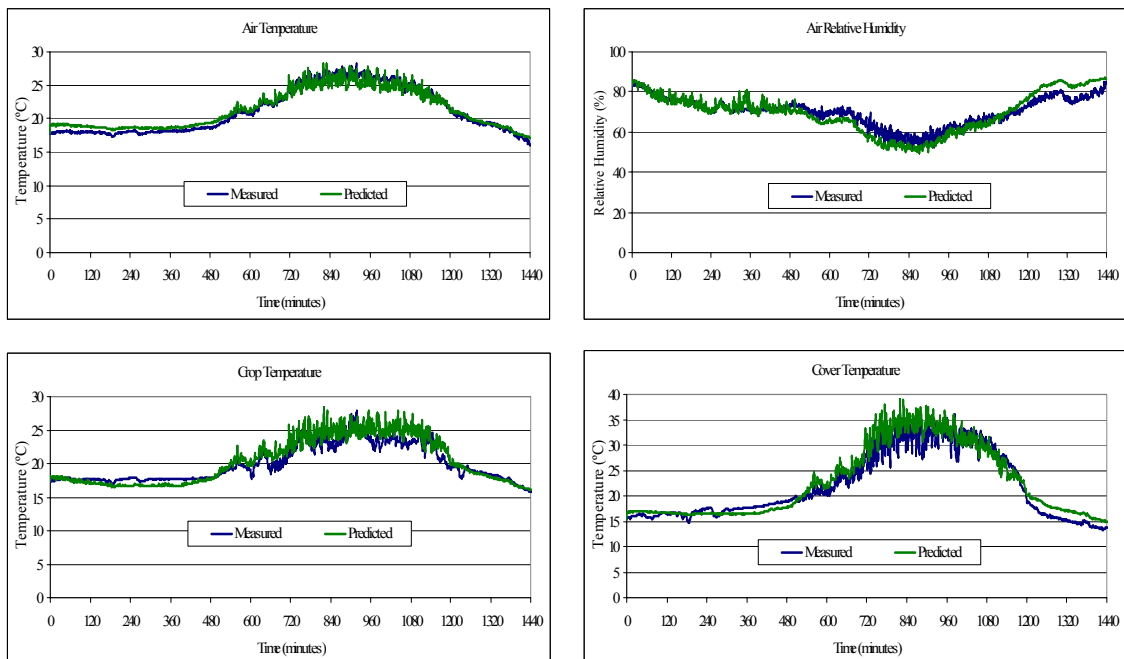 Air Temperature
30
25
20
15
10
5
0
Temperature (ºC)
Measured Predicted
0 120 240 360 480 600 720 840 960 1080 1200 1320 1440
Time (minutes)
Air Relative Humidity
100
80
60
40
20
0
Relative Humidity (%)
Measured Predicted
0 120 240 360 480 600 720 840 960 1080 1200 1320 1440
Time (minutes)
Crop Temperature
30
25
20
15
10
5
0
Temperature (ºC)
Measured Predicted
0 120 240 360 480 600 720 840 960 1080 1200 1320 1440
Time (minutes)
Cover Temperature
40
35
30
25
20
15
10
5
0
Temperature (ºC)
Measured Predicted
0 120 240 360 480 600 720 840 960 1080 1200 1320 1440
Time (minutes)